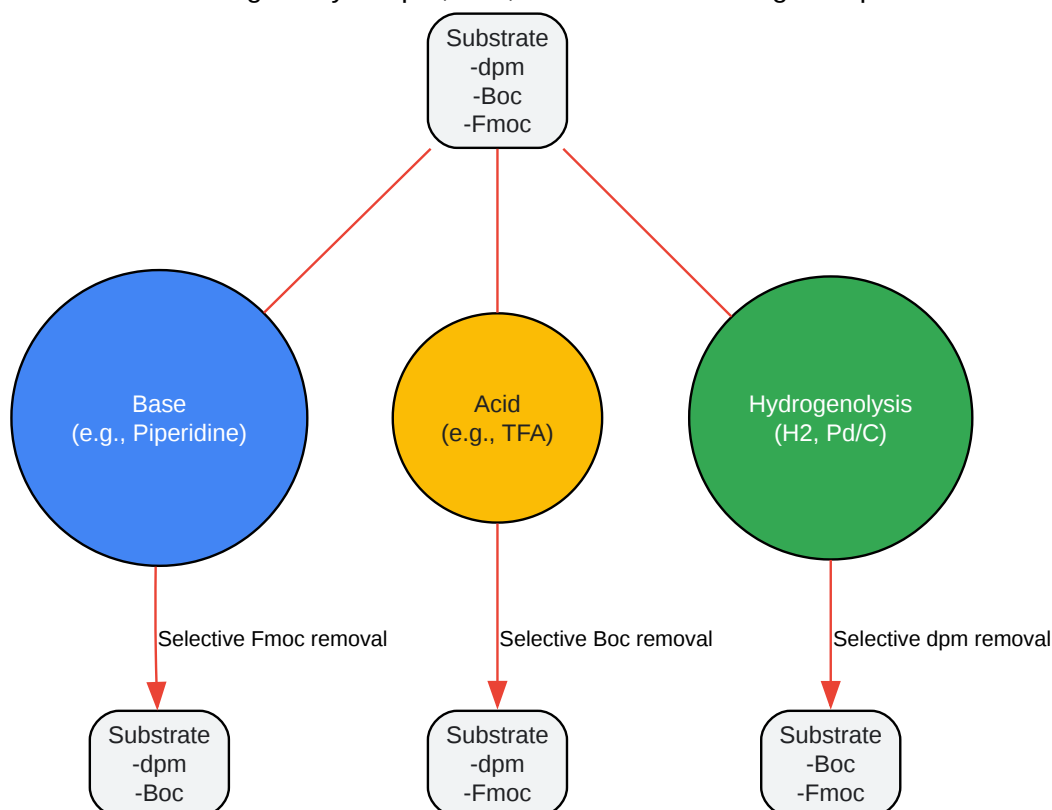 Substrate
-dpm
-Boc
-Fmoc
Base
(e.g., Piperidine)
Acid
(e.g., TFA)
Hydrogenolysis
(H2, Pd/C)
Selective Fmoc removal
Selective Boc removal
Selective dpm removal
Substrate
-dpm
-Boc
Substrate
-dpm
-Fmoc
Substrate
-Boc
-Fmoc